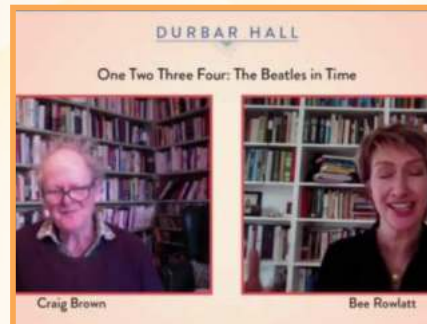 DURBAR HALL
One Two Three Four: The Beatles in Time
Craig Brown
Bee Rowlatt